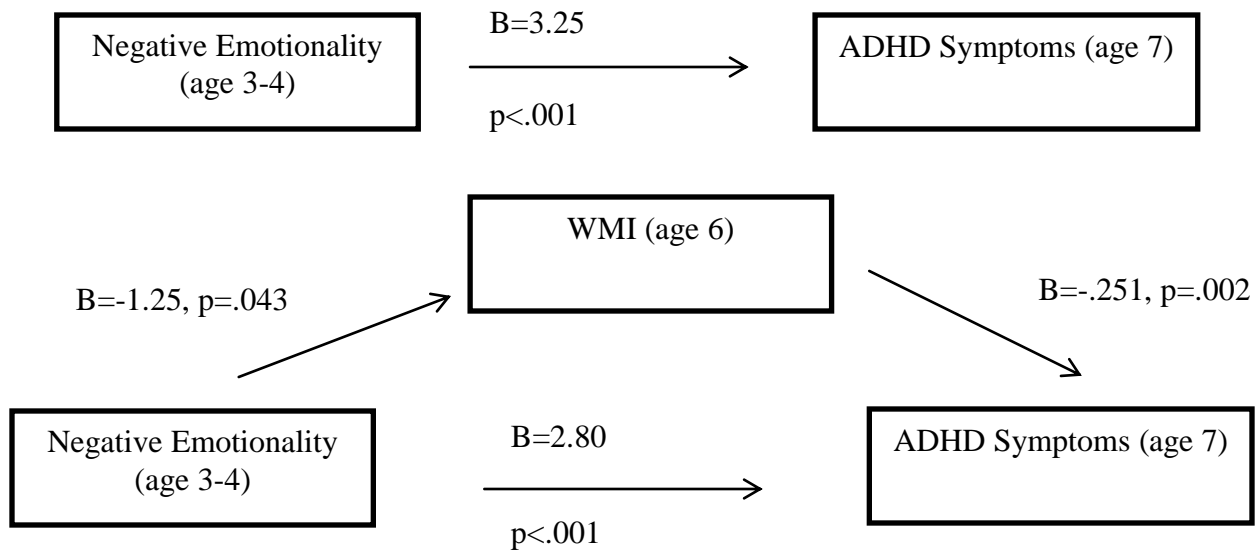 Negative Emotionality
(age 3-4)
B=3.25
p<.001
ADHD Symptoms (age 7)
WMI (age 6)
B=-1.25, p=.043
B=-.251, p=.002
Negative Emotionality
(age 3-4)
B=2.80
p<.001
ADHD Symptoms (age 7)